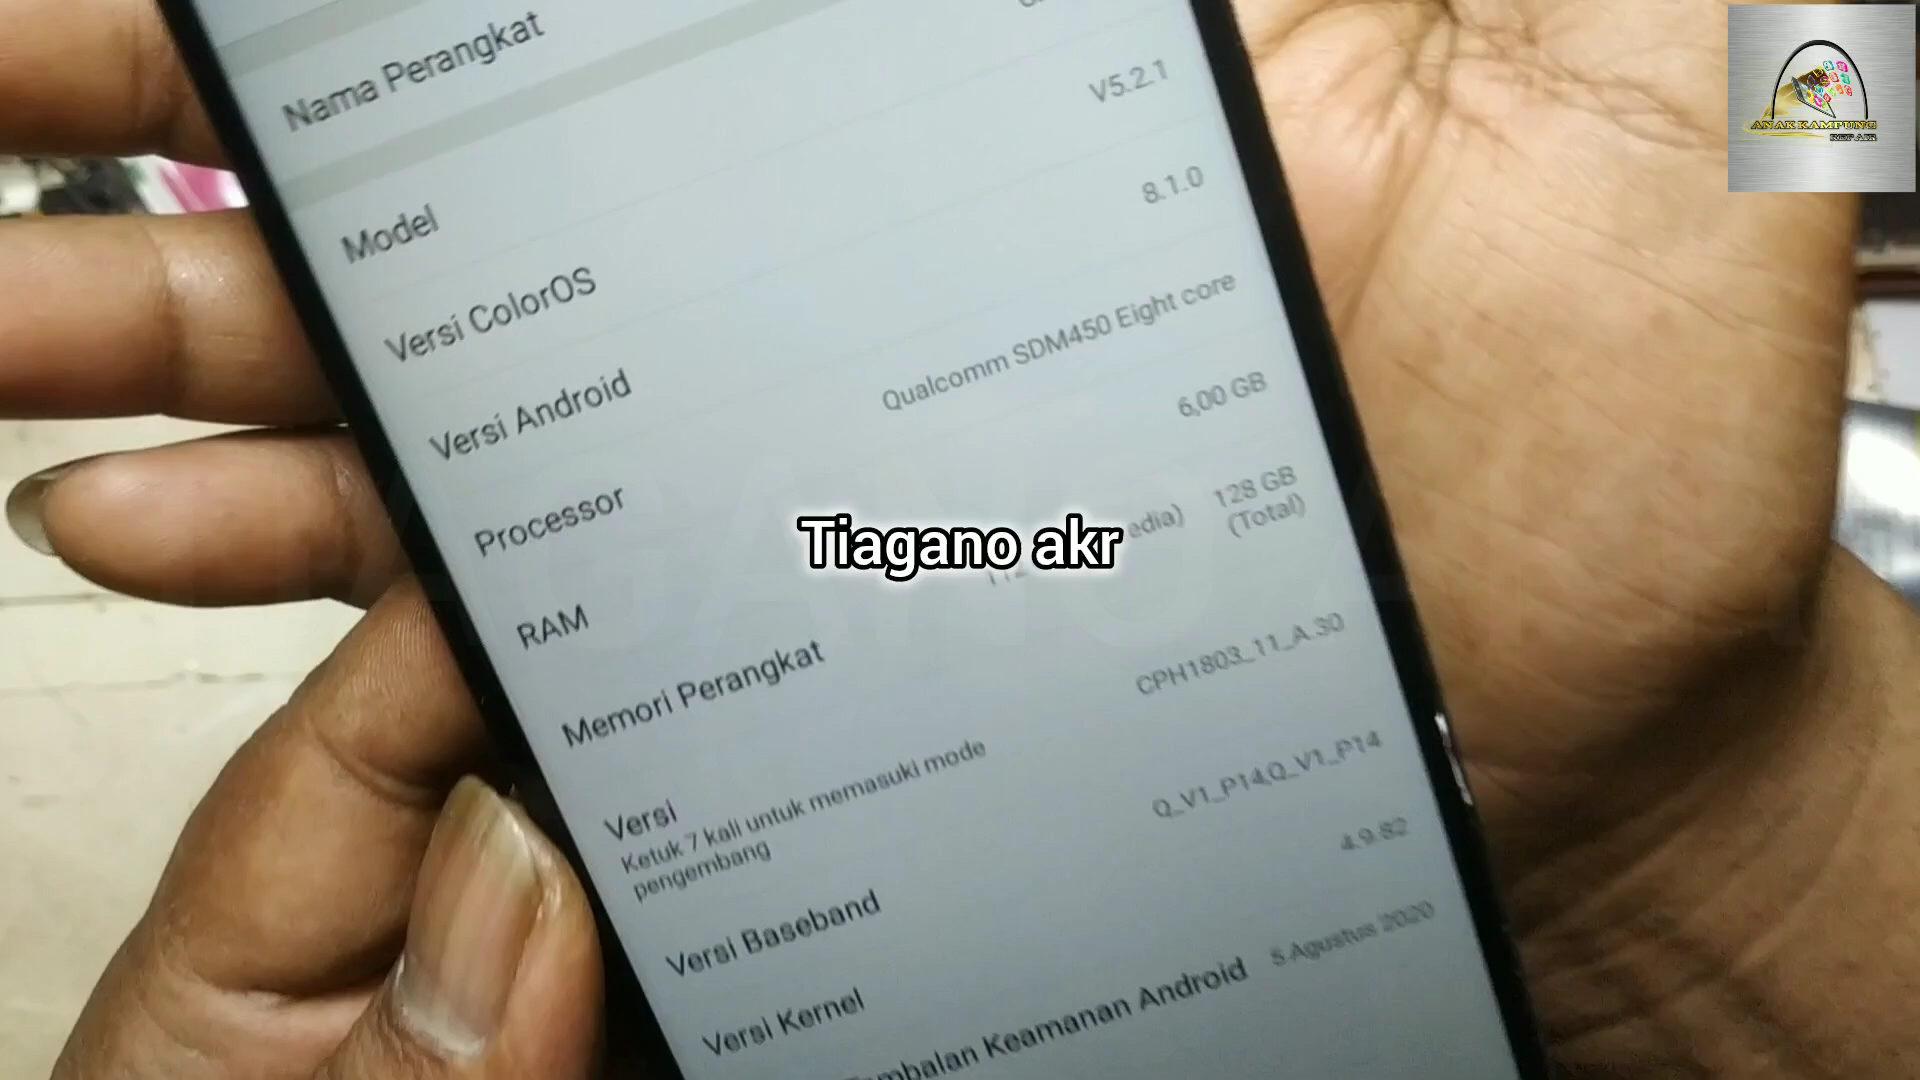 Nama Perangkat
Model
Versi ColorOS V5.2.1
Versi Android 8.1.0
Processor Qualcomm SDM450 Eight core
RAM 6,00 GB
Memori Perangkat 128 GB
(Total)
Versi CPH1803_11_A.30
Ketuk 7 kali untuk memasuki mode
pengembang
Versi Baseband Q_V1_P14,Q_V1_P14
Versi Kernel 4.9.82
Keamanan Android 5 Agustus 2020
Tiagano akr
ANAK KAMPUNG
REPAIR